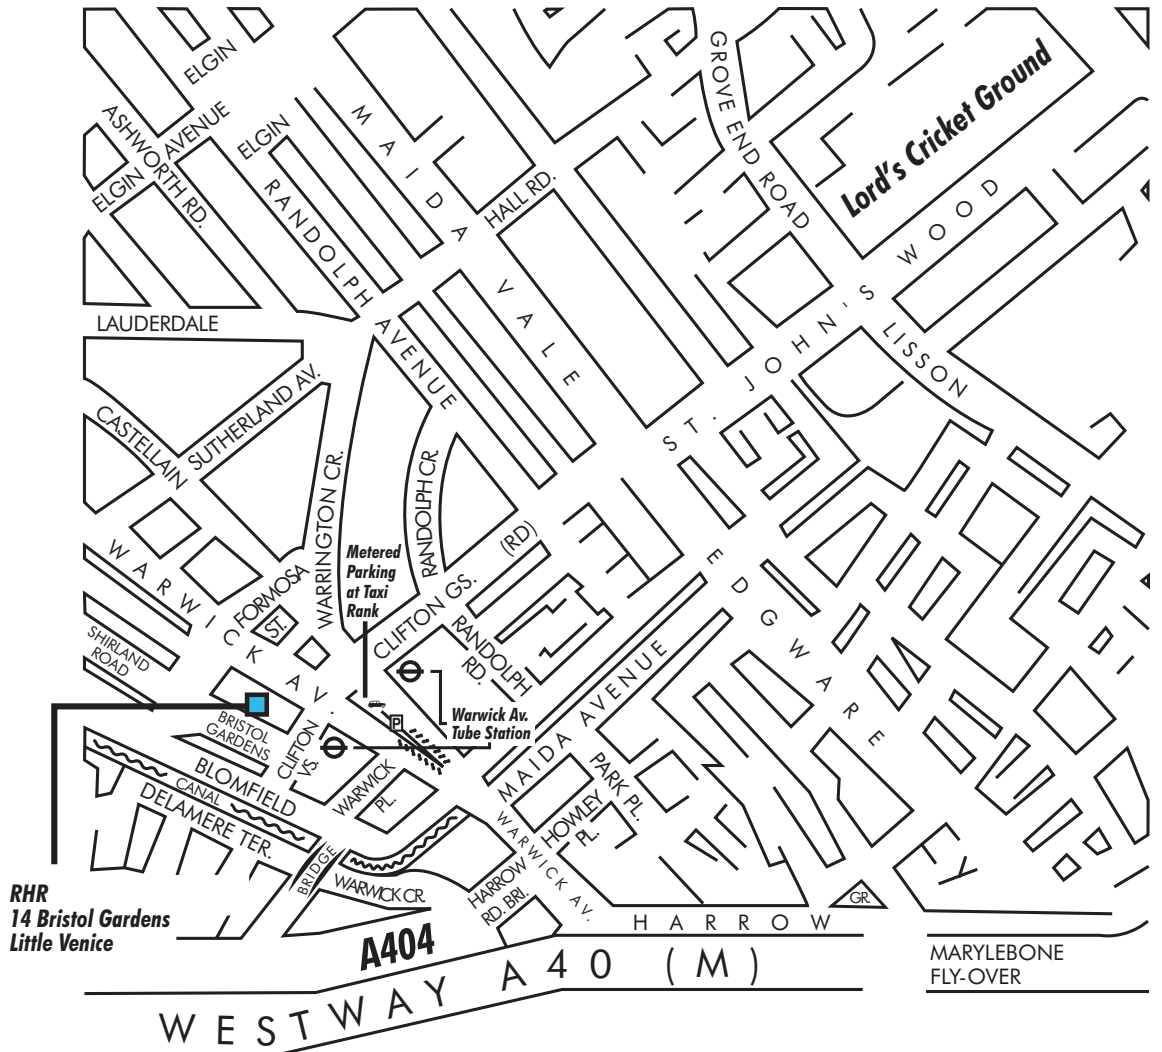 ELGIN
ASHWORTH RD.
ELGIN AVENUE
ELGIN
RANDOLPH AVENUE
MAIDA VALE
HALL RD.
GROVE END ROAD
Lord's Cricket Ground
ST. JOHN'S WOOD
LISSON
LAUDERDALE
CASTELLAIN
SUTHERLAND AV.
WARRINGTON CR.
RANDOLPH CR.
(RD)
CLIFTON GS.
Metered
Parking
at Taxi
Rank
WARWICK AV.
FORMOSA
ST.
SHIRLAND
ROAD
RANDOLPH
RD.
EDGWARE
MAIDA AVENUE
BRISTOL
GARDENS
CLIFTON
VS.
P
Warwick Av.
Tube Station
WARWICK
PL.
BLOMFIELD
CANAL
DELAMERE TER.
BRIDGE
WARWICK CR.
PARK PL.
HOWLEY
PL.
WARWICK AV.
HARROW
RD. BRI.
RHR
14 Bristol Gardens
Little Venice
HARROW
GR.
A404
WESTWAY A40 (M)
MARYLEBONE
FLY-OVER